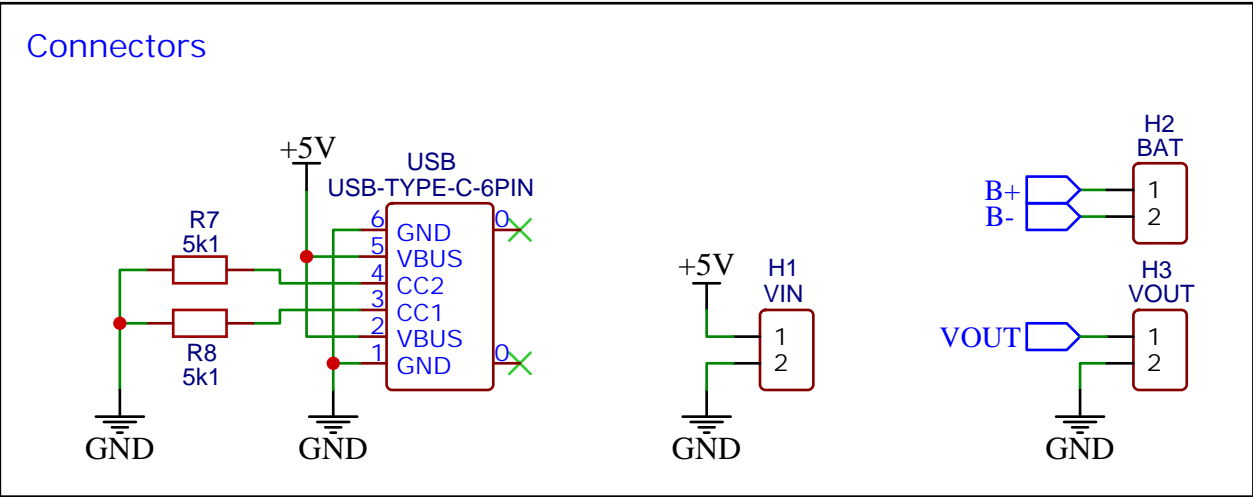 Connectors
+5V
USB
USB-TYPE-C-6PIN
R7
5k1
R8
5k1
6
GND
0
5
VBUS
4
CC2
3
CC1
2
VBUS
1
GND
0
GND
GND
+5V
H1
VIN
1
2
GND
H2
BAT
B+
1
B-
2
H3
VOUT
VOUT
1
2
GND